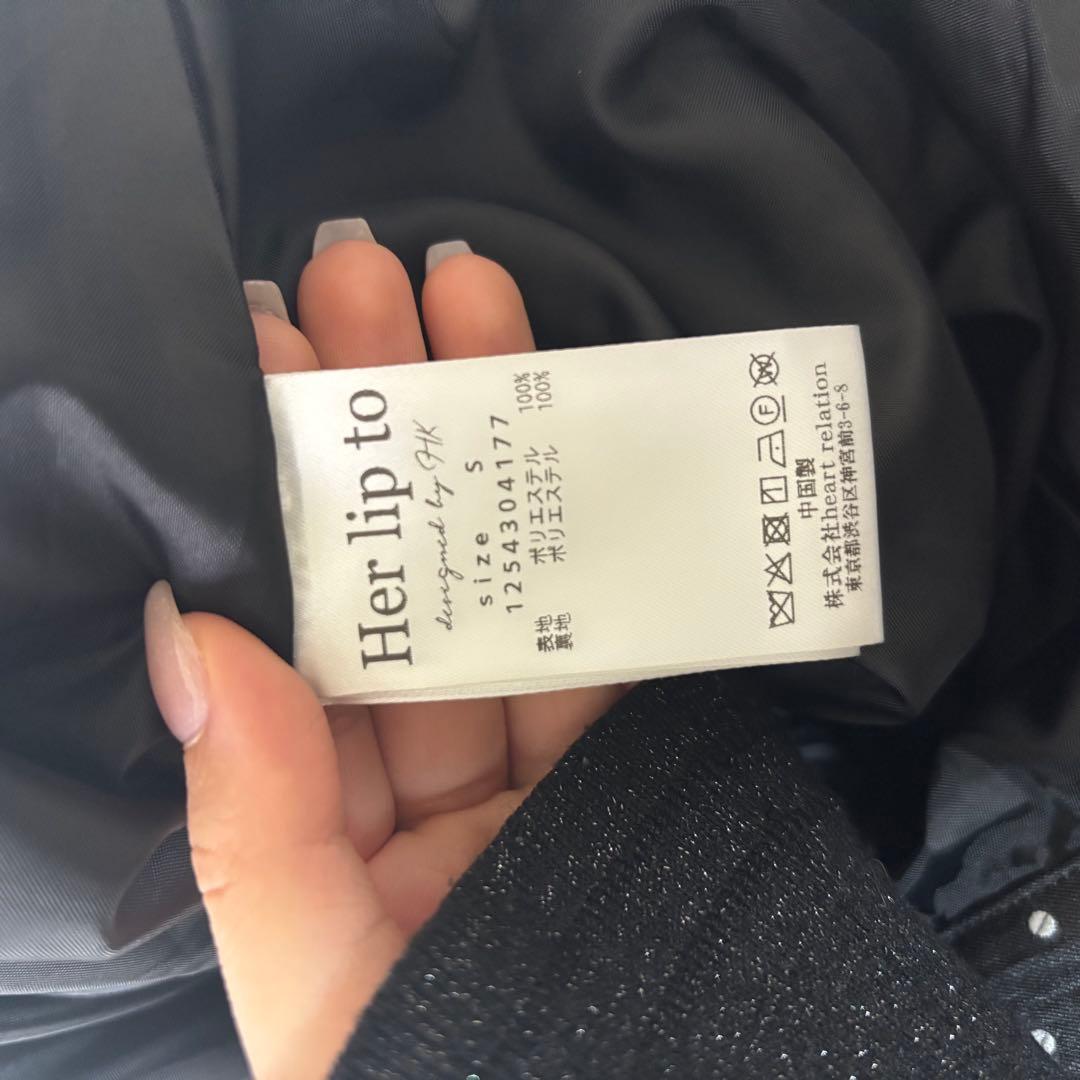 Her lip to
designed by HK
size S
1254304177
表地 ポリエステル 100%
裏地 ポリエステル 100%
中国製
株式会社heart relation
東京都渋谷区神宮前3-6-8